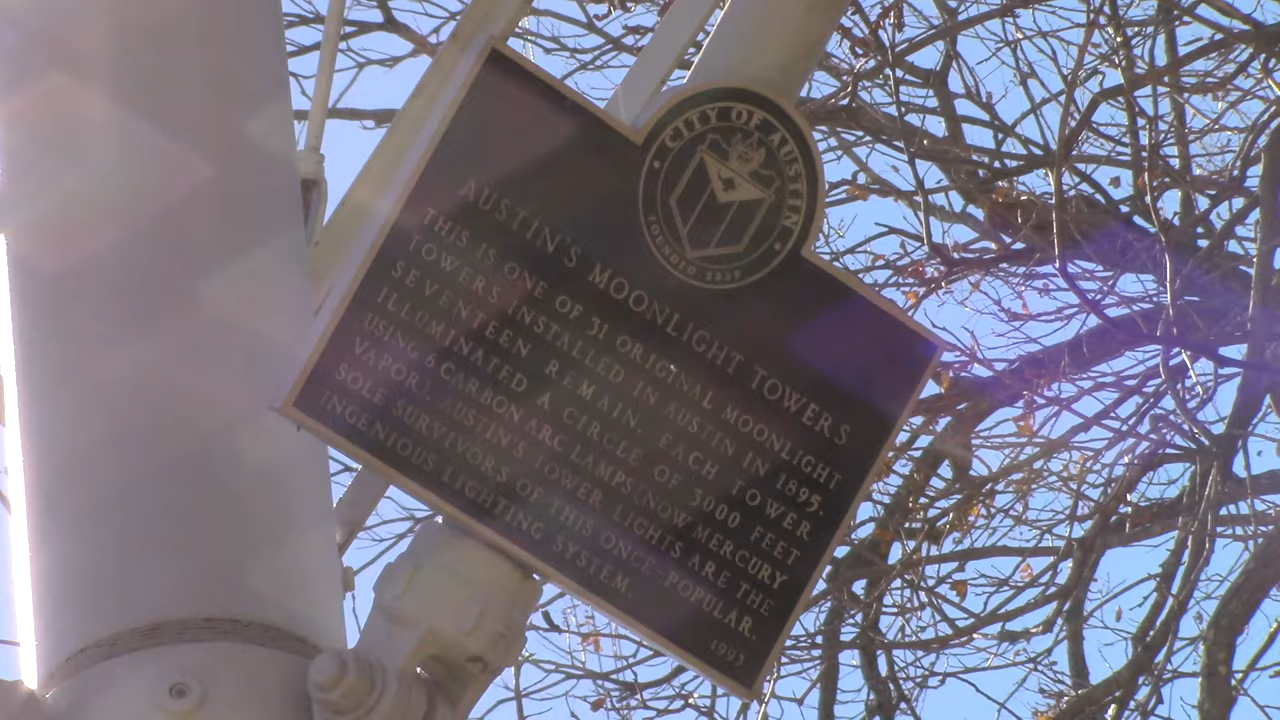 CITY OF AUSTIN
FOUNDED 1839
AUSTIN'S MOONLIGHT TOWERS
THIS IS ONE OF 31 ORIGINAL MOONLIGHT
TOWERS INSTALLED IN AUSTIN IN 1895.
SEVENTEEN REMAIN. EACH TOWER
ILLUMINATED A CIRCLE OF 3000 FEET
USING 6 CARBON ARC LAMPS (NOW MERCURY
VAPOR). AUSTIN'S TOWER LIGHTS ARE THE
SOLE SURVIVORS OF THIS ONCE-POPULAR,
INGENIOUS LIGHTING SYSTEM.
1993